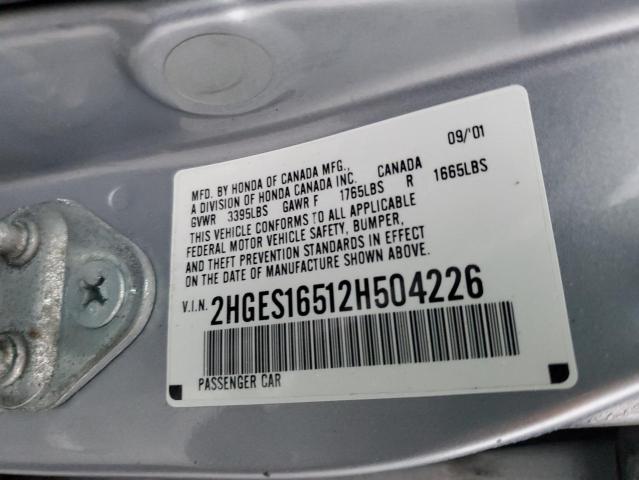 09/'01
MFD. BY HONDA OF CANADA MFG.,
A DIVISION OF HONDA CANADA INC. CANADA
GVWR 3395LBS GAWR F 1765LBS R 1665LBS
THIS VEHICLE CONFORMS TO ALL APPLICABLE
FEDERAL MOTOR VEHICLE SAFETY, BUMPER,
AND THEFT PREVENTION STANDARDS IN EFFECT
ON THE DATE OF MANUFACTURE SHOWN ABOVE.
V.I.N. 2HGES16512H504226
PASSENGER CAR